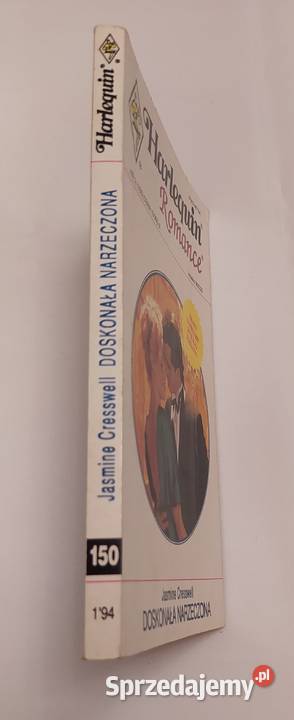 Harlequin®
Jasmine Cresswell DOSKONAŁA NARZECZONA
150
1'94
Harlequin®
Romance®
Jasmine Cresswell
DOSKONAŁA NARZECZONA
Sprzedajemy.pl